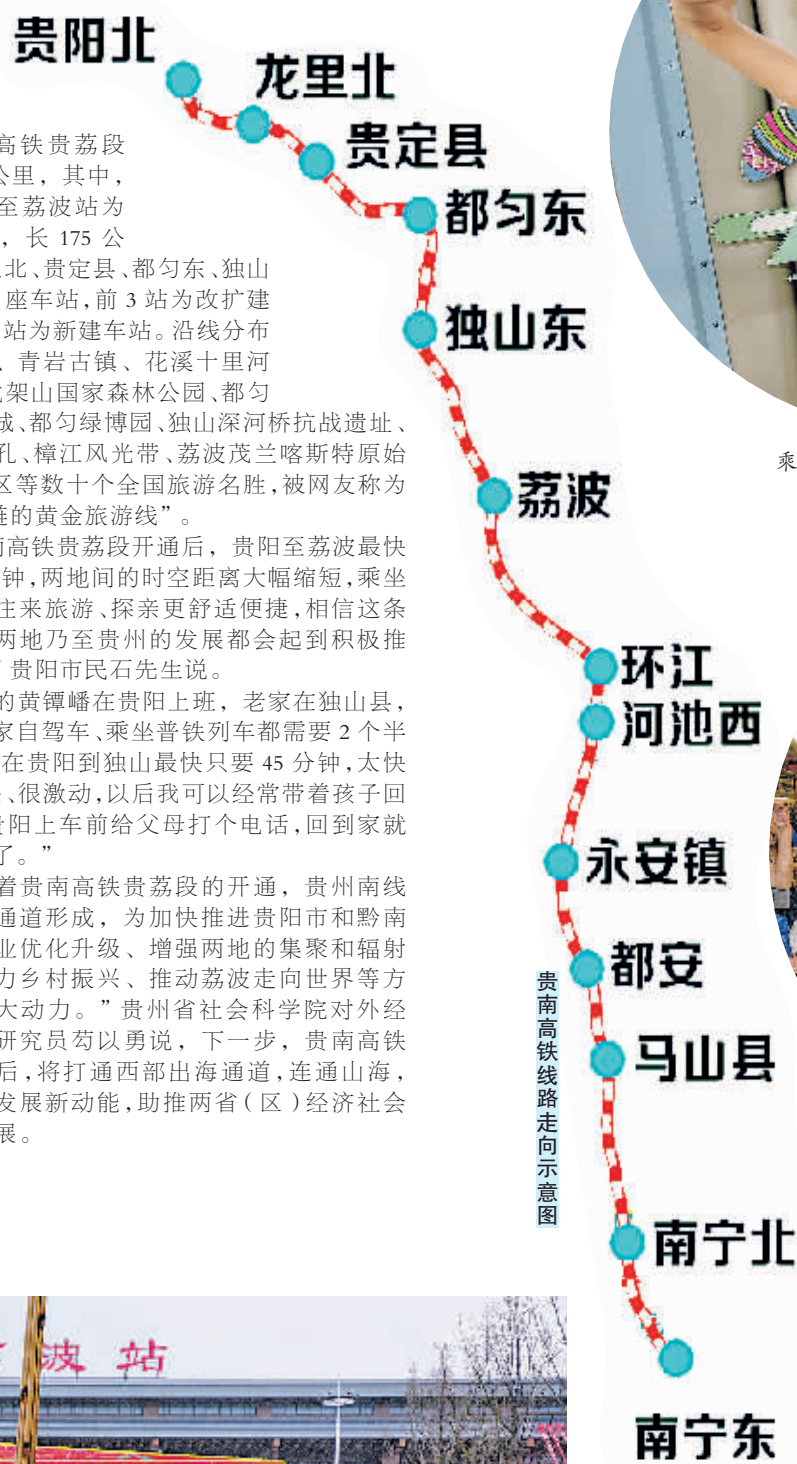 贵阳北
龙里北
贵定县
都匀东
独山东
荔波
环江
河池西
永安镇
都安
马山县
南宁北
南宁东
贵南高铁线路走向示意图
高铁贵荔段
公里，其中，
至荔波站为
，长 175 公
北、贵定县、都匀东、独山
座车站，前 3 站为改扩建
站为新建车站。沿线分布
、青岩古镇、花溪十里河
架山国家森林公园、都匀
城、都匀绿博园、独山深河桥抗战遗址、
孔、樟江风光带、荔波茂兰喀斯特原始
区等数十个全国旅游名胜，被网友称为
的黄金旅游线”。
南高铁贵荔段开通后，贵阳至荔波最快
钟，两地间的时空距离大幅缩短，乘坐
往来旅游、探亲更舒适便捷，相信这条
两地乃至贵州的发展都会起到积极推
贵阳市民石先生说。
的黄镡皤在贵阳上班，老家在独山县，
家自驾车、乘坐普铁列车都需要 2 个半
在贵阳到独山最快只要 45 分钟，太快
、很激动，以后我可以经常带着孩子回
贵阳上车前给父母打个电话，回到家就
了。”
着贵南高铁贵荔段的开通，贵州南线
通道形成，为加快推进贵阳市和黔南
业优化升级、增强两地的集聚和辐射
力乡村振兴、推动荔波走向世界等方
大动力。”贵州省社会科学院对外经
研究员芶以勇说，下一步，贵南高铁
后，将打通西部出海通道，连通山海，
发展新动能，助推两省（区）经济社会
展。
乘
波站